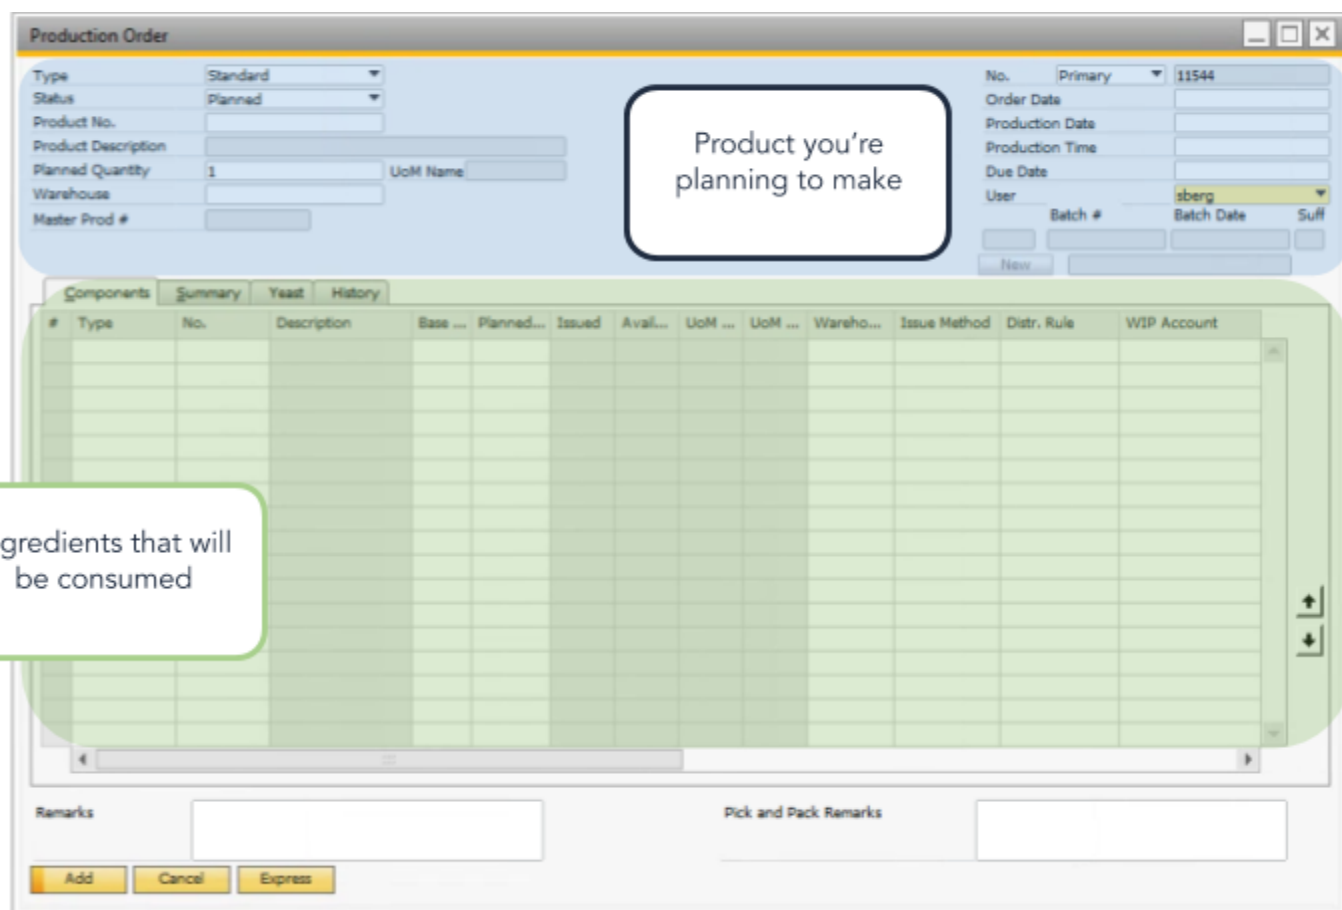 Production Order
Type Standard
Status Planned
Product No.
Product Description
Planned Quantity 1 UoM Name
Warehouse
Master Prod #
Product you're
planning to make
No. Primary 11544
Order Date
Production Date
Production Time
Due Date
User sberg
Batch # Batch Date Suff
New
Components Summary Yeast History
# Type No. Description Base ... Planned... Issued Avail... UoM ... UoM ... Wareho... Issue Method Distr. Rule WIP Account
gredients that will
be consumed
Remarks
Pick and Pack Remarks
Add Cancel Express